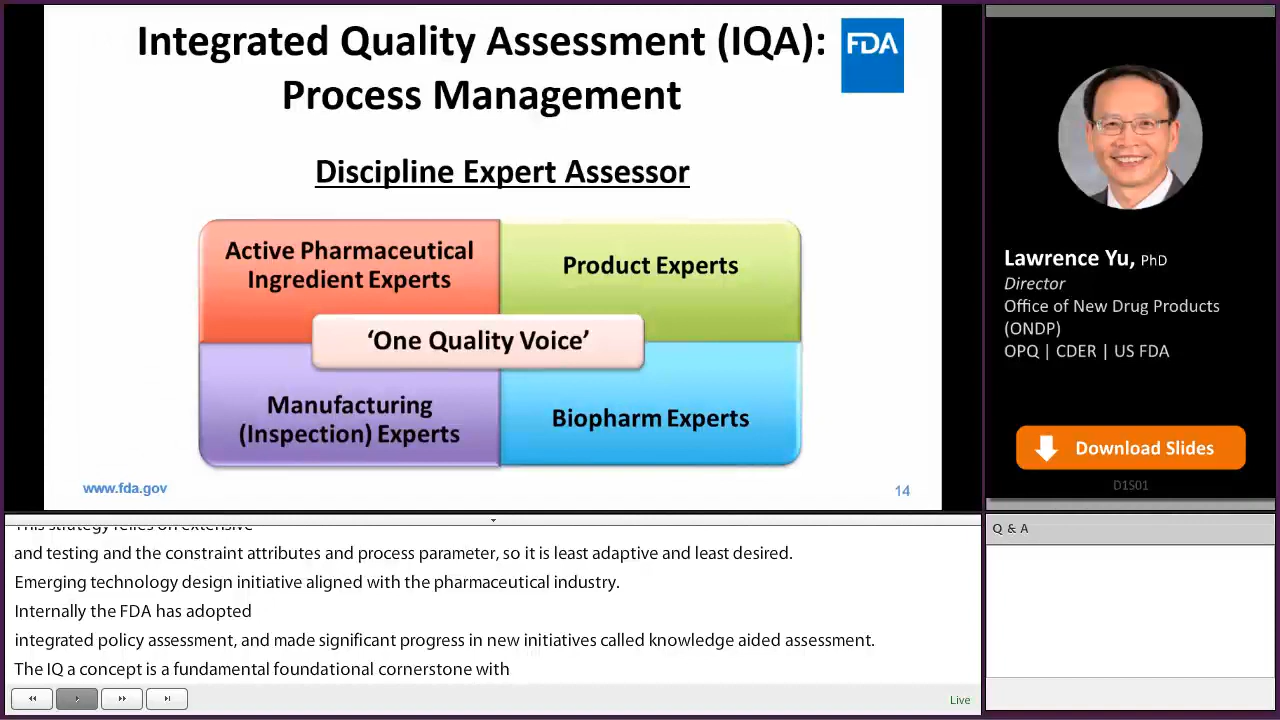 Integrated Quality Assessment (IQA):
Process Management
FDA
Discipline Expert Assessor
Active Pharmaceutical
Ingredient Experts
Product Experts
'One Quality Voice'
Manufacturing
(Inspection) Experts
Biopharm Experts
www.fda.gov
14
Lawrence Yu, PhD
Director
Office of New Drug Products
(ONDP)
OPQ | CDER | US FDA
Download Slides
D1S01
This strategy relies on extensive
and testing and the constraint attributes and process parameter, so it is least adaptive and least desired.
Emerging technology design initiative aligned with the pharmaceutical industry.
Internally the FDA has adopted
integrated policy assessment, and made significant progress in new initiatives called knowledge aided assessment.
The IQ a concept is a fundamental foundational cornerstone with
Live
Q & A